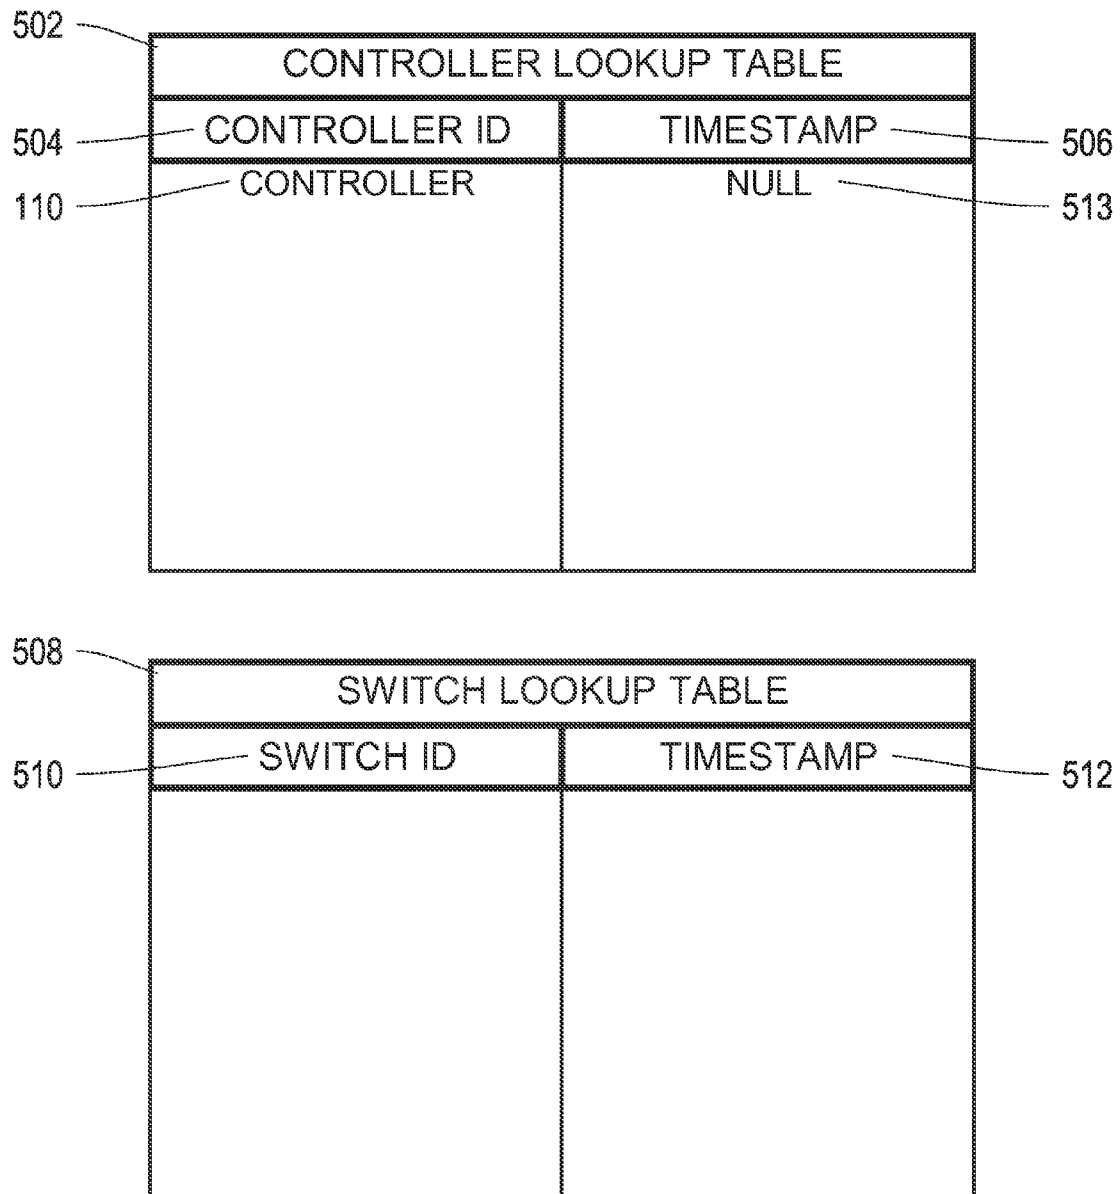 502
CONTROLLER LOOKUP TABLE
504 CONTROLLER ID TIMESTAMP 506
110 CONTROLLER NULL 513
508
SWITCH LOOKUP TABLE
510 SWITCH ID TIMESTAMP 512